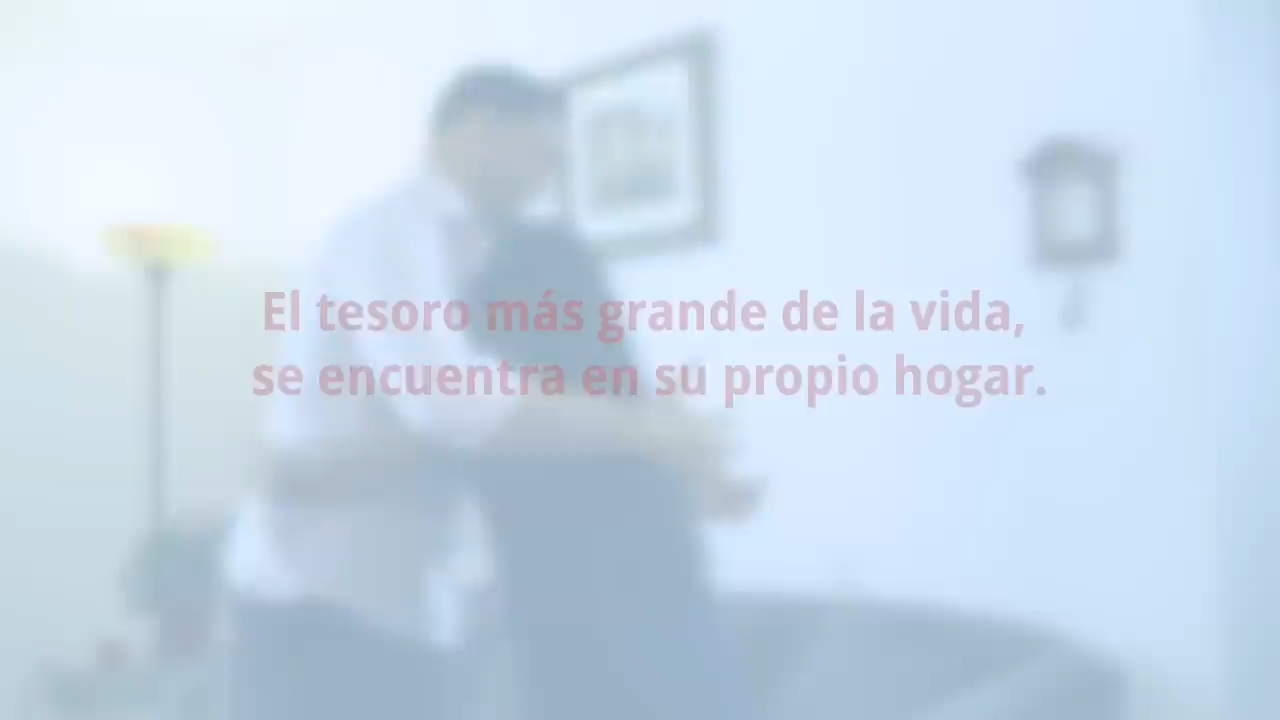 El tesoro más grande de la vida,
se encuentra en su propio hogar.